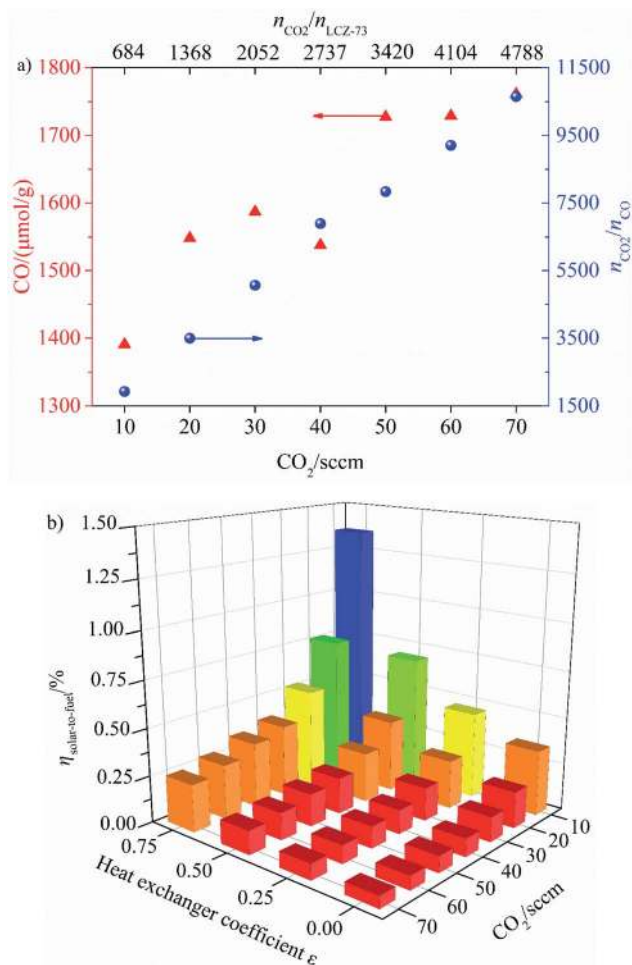 n_CO2/n_LCZ-73
684 1368 2052 2737 3420 4104 4788
a)
1800
1700
1600
1500
1400
1300
CO/(μmol/g)
11500
9500
7500
5500
3500
1500
n_CO2/n_CO
10 20 30 40 50 60 70
CO₂/sccm
b)
1.50
1.25
1.00
0.75
0.50
0.25
0.00
η_solar-to-fuel/%
0.75 0.50 0.25 0.00
Heat exchanger coefficient ε
10
20
30
40
50
60
70
CO₂/sccm